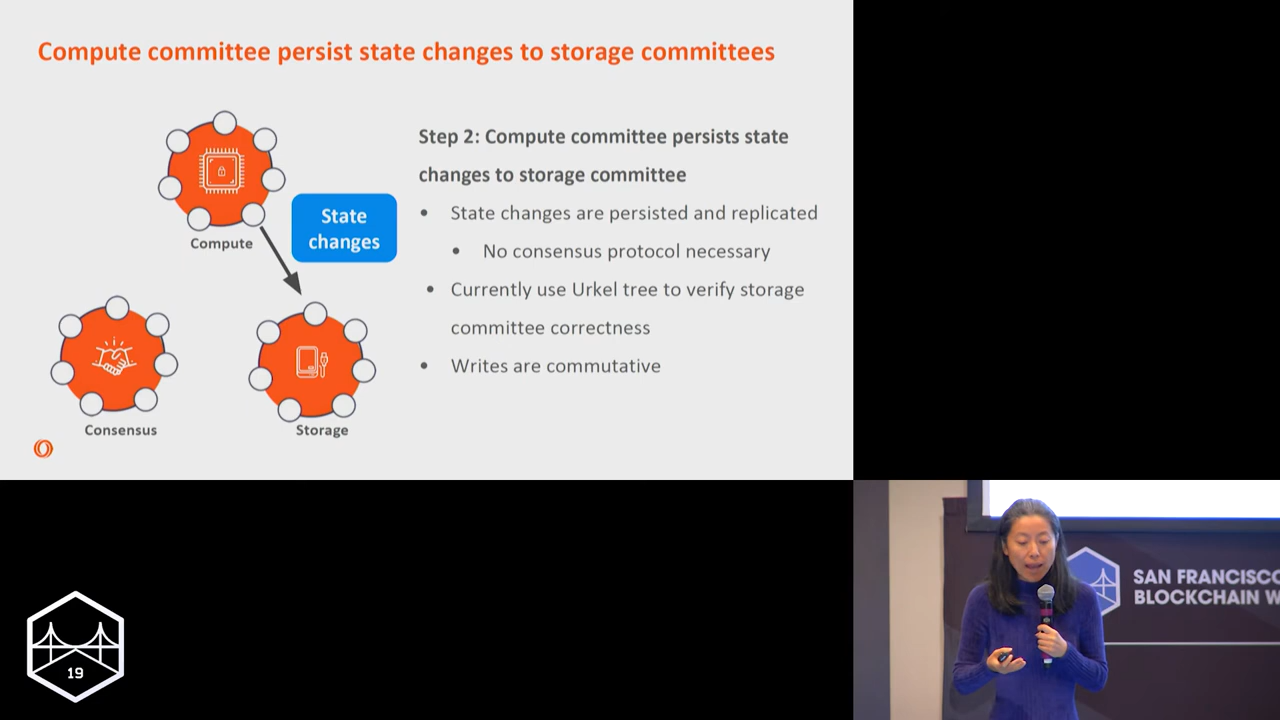 Compute committee persist state changes to storage committees
Step 2: Compute committee persists state
changes to storage committee
• State changes are persisted and replicated
• No consensus protocol necessary
• Currently use Urkel tree to verify storage
committee correctness
• Writes are commutative
State
changes
Compute
Consensus
Storage
19
SAN FRANCISCO
BLOCKCHAIN W